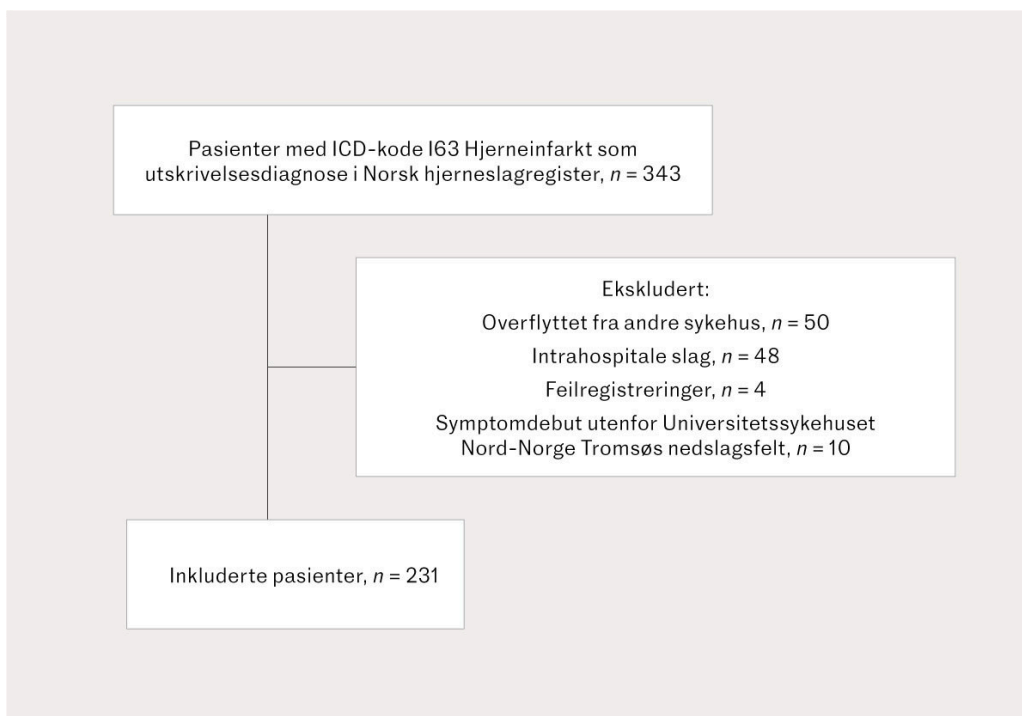 Pasienter med ICD-kode I63 Hjerneinfarkt som
utskrivelsesdiagnose i Norsk hjerneslagregister, n = 343
Ekskludert:
Overflyttet fra andre sykehus, n = 50
Intrahospitale slag, n = 48
Feilregistreringer, n = 4
Symptomdebut utenfor Universitetssykehuset
Nord-Norge Tromsøs nedslagsfelt, n = 10
Inkluderte pasienter, n = 231